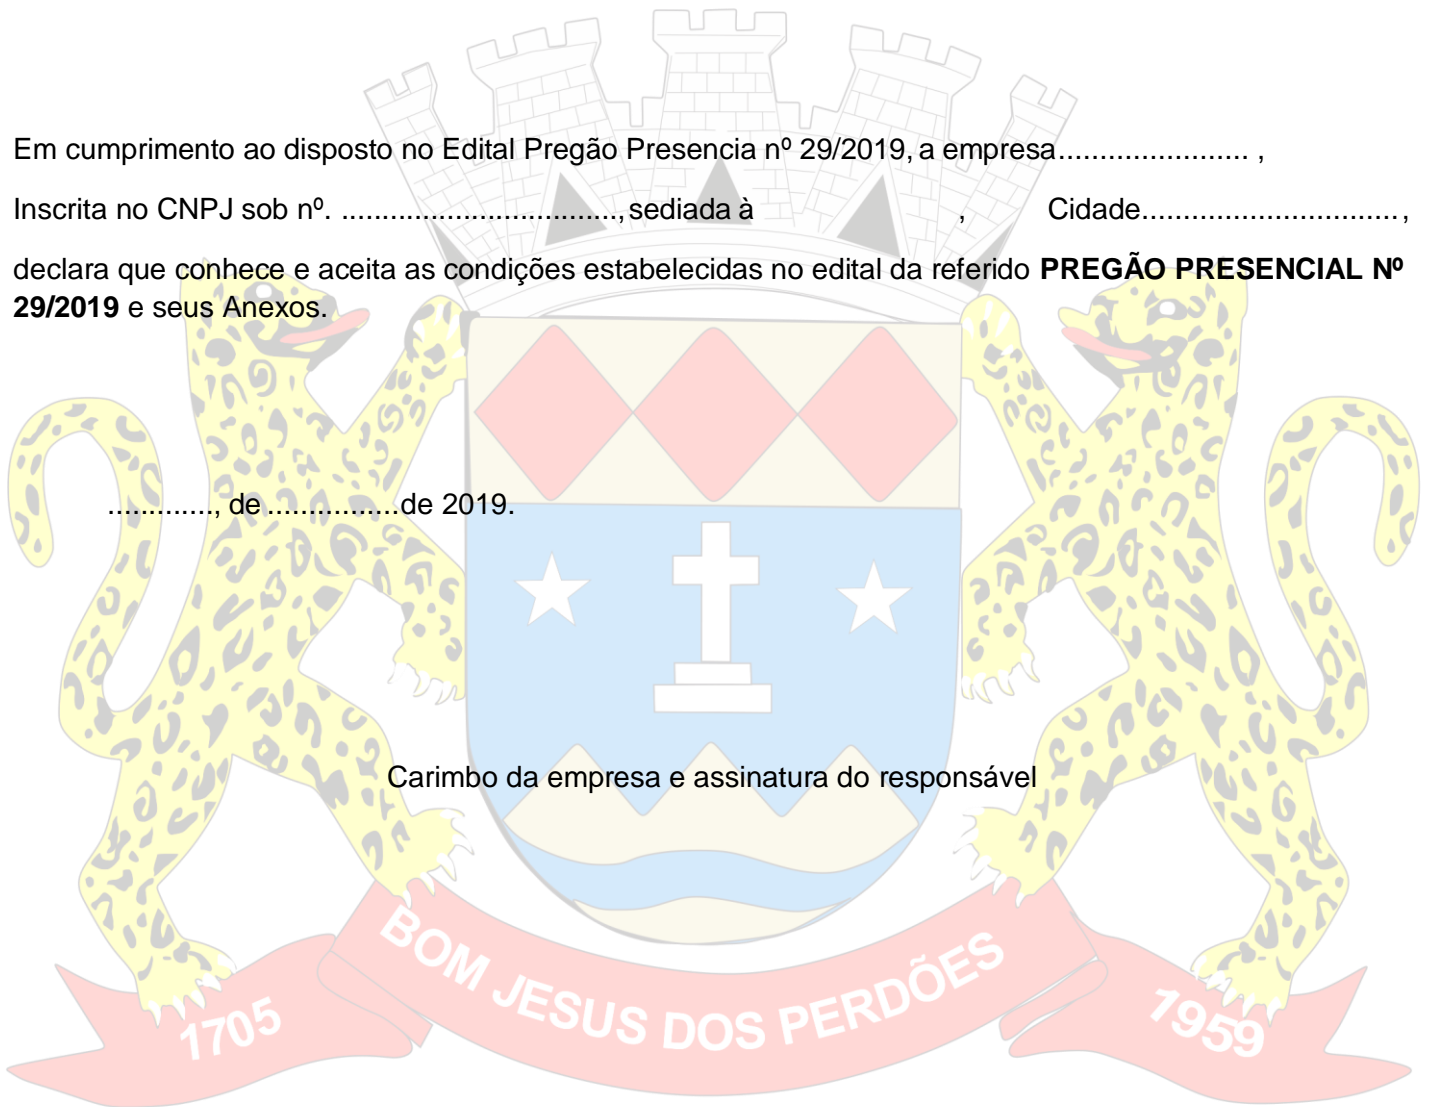 Em cumprimento ao disposto no Edital Pregão Presencia nº 29/2019, a empresa....................... ,
Inscrita no CNPJ sob nº. .................................., sediada à , Cidade...............................,
declara que conhece e aceita as condições estabelecidas no edital da referido PREGÃO PRESENCIAL Nº
29/2019 e seus Anexos.
............., de ................de 2019.
Carimbo da empresa e assinatura do responsável
BOM JESUS DOS PERDÕES
1705
1959